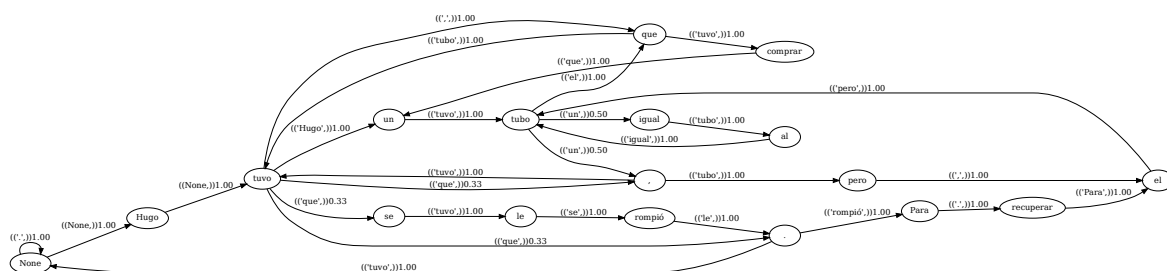 ((',',))1.00
que
(('tuvo',))1.00
comprar
(('tubo',))1.00
(('que',))1.00
(('el',))1.00
(('pero',))1.00
un
(('tuvo',))1.00
tubo
(('un',))0.50
igual
(('tubo',))1.00
(('Hugo',))1.00
(('igual',))1.00
al
(('un',))0.50
tuvo
(('tuvo',))1.00
(('que',))0.33
,
(('tubo',))1.00
pero
((',',))1.00
el
((None,))1.00
(('que',))0.33
(('Para',))1.00
Hugo
se
(('tuvo',))1.00
le
(('se',))1.00
rompió
(('le',))1.00
(('rompió',))1.00
Para
(('.',))1.00
recuperar
((None,))1.00
.
(('.',))1.00
(('que',))0.33
None
(('tuvo',))1.00